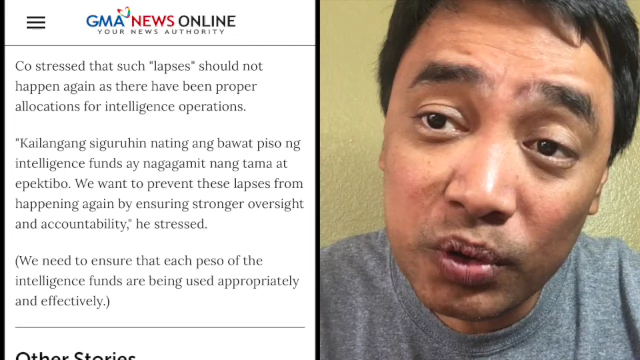 GMA NEWS ONLINE
YOUR NEWS AUTHORITY
Co stressed that such "lapses" should not
happen again as there have been proper
allocations for intelligence operations.
"Kailangang siguruhin nating ang bawat piso ng
intelligence funds ay nagagamit nang tama at
epektibo. We want to prevent these lapses from
happening again by ensuring stronger oversight
and accountability," he stressed.
(We need to ensure that each peso of the
intelligence funds are being used appropriately
and effectively.)
Other Stories